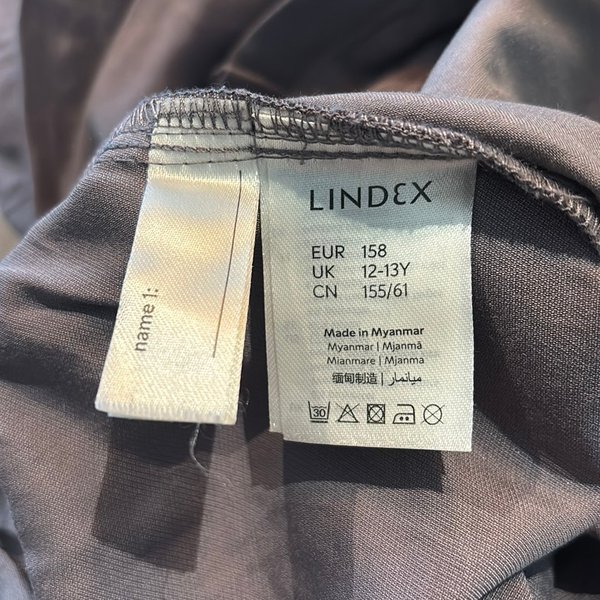 name 1:
LINDEX
EUR 158
UK 12-13Y
CN 155/61
Made in Myanmar
Myanmar | Mjanmā
Mianmare | Mjanma
缅甸制造 | ميانمار
30